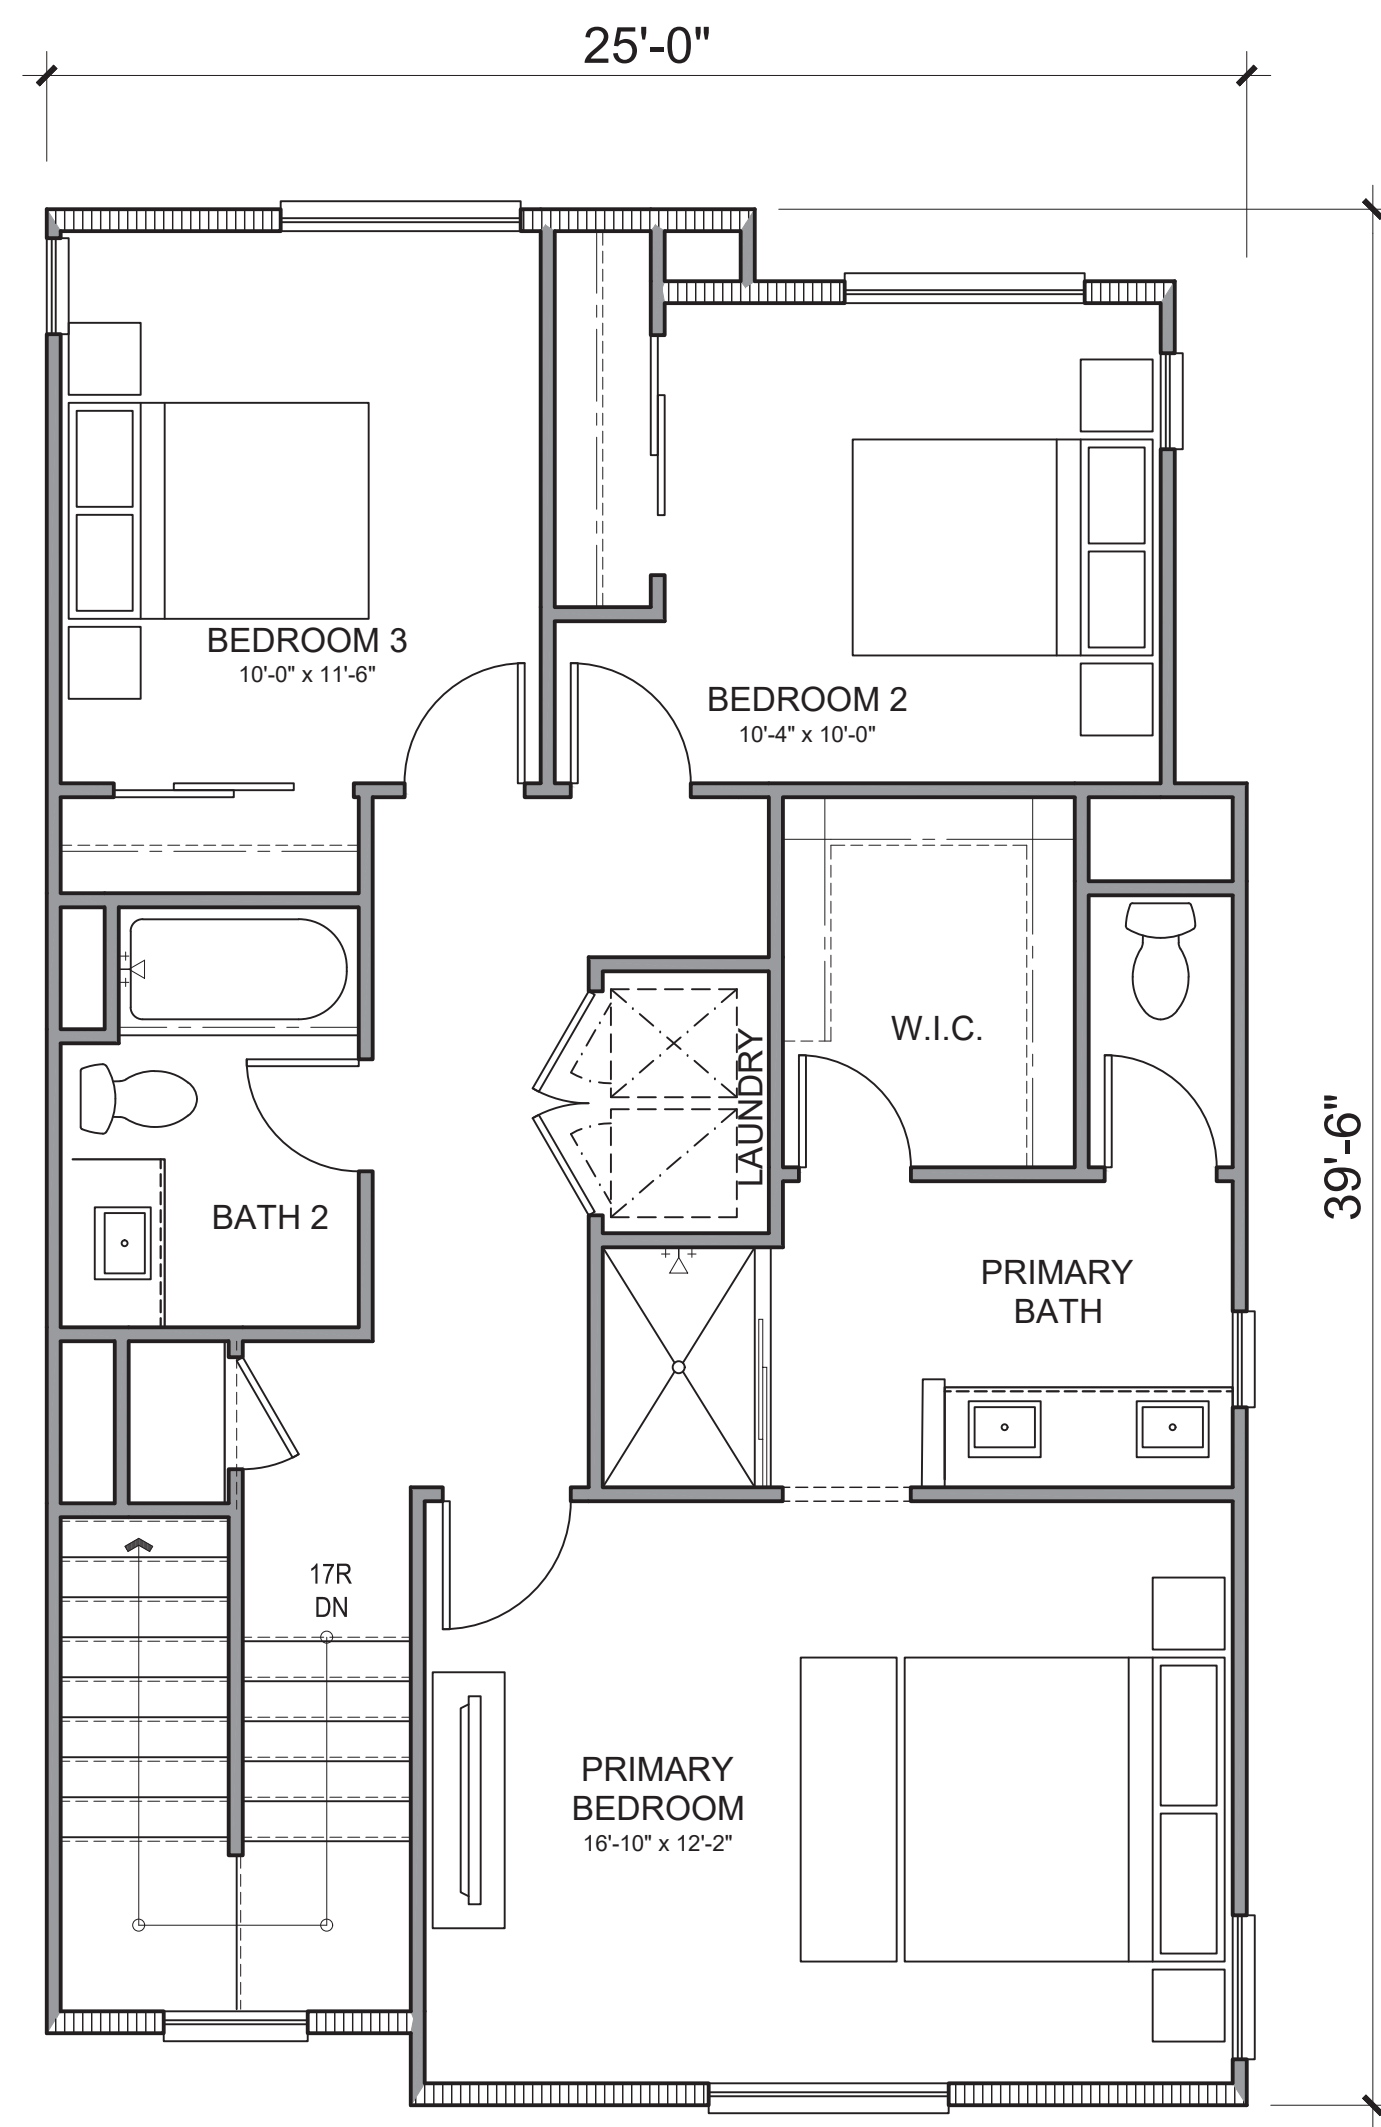 25'-0"
BEDROOM 3
10'-0" x 11'-6"
BEDROOM 2
10'-4" x 10'-0"
W.I.C.
LAUNDRY
39'-6"
BATH 2
PRIMARY
BATH
17R
DN
PRIMARY
BEDROOM
16'-10" x 12'-2"